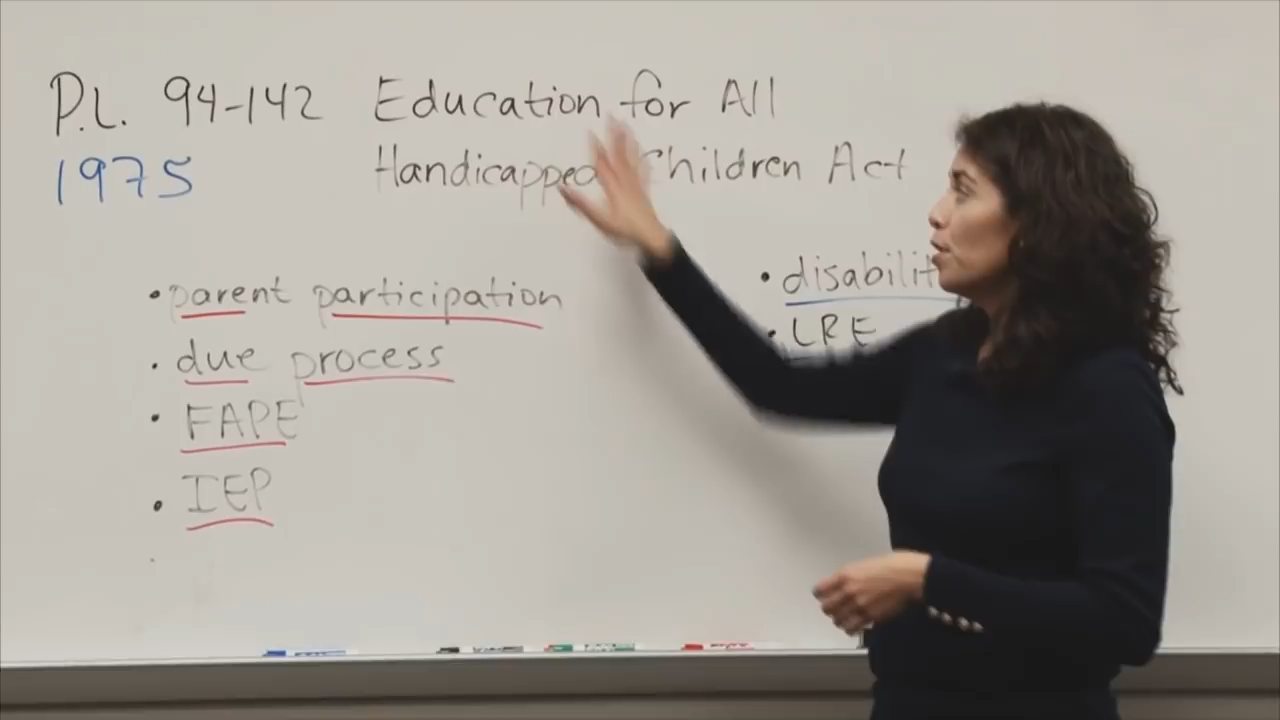 P.L. 94-142 Education for All
1975 Handicapped Children Act
• parent participation
• due process
• FAPE
• IEP
• disabilit
• LRE